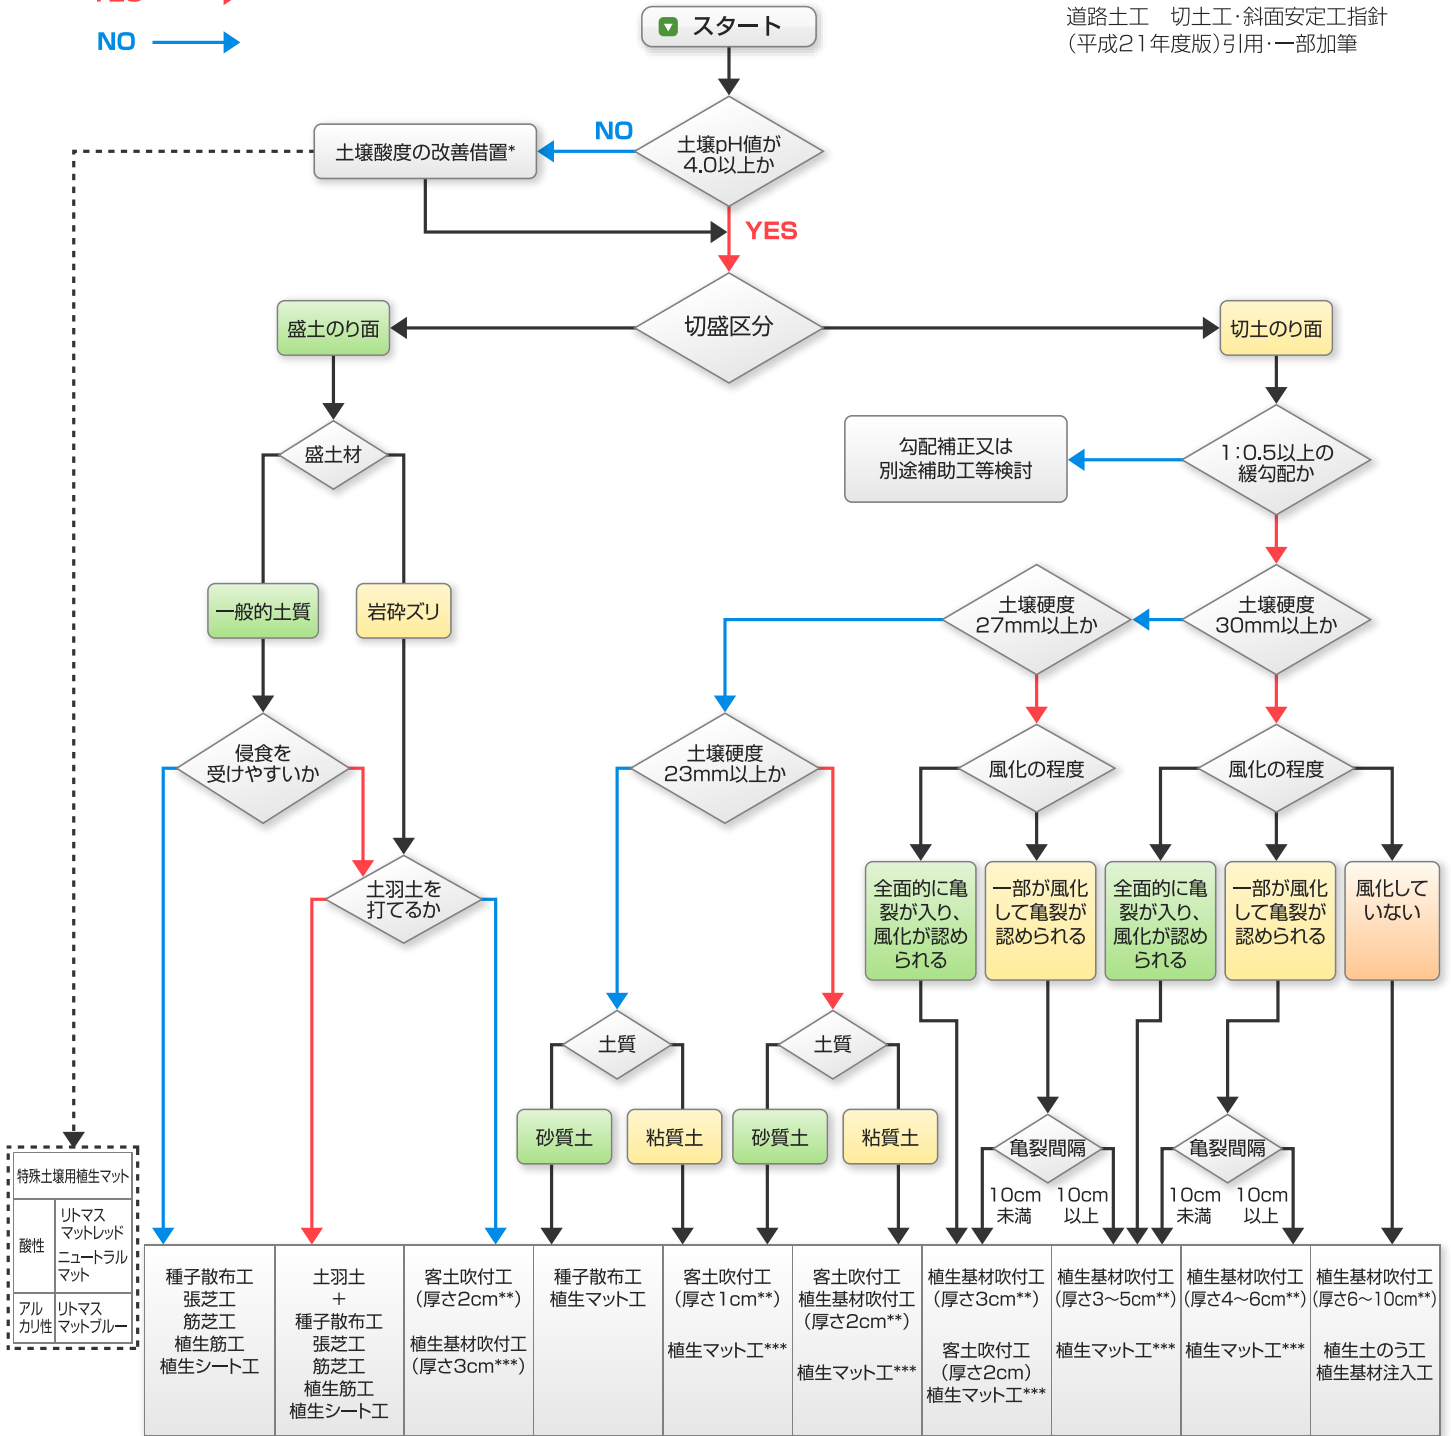 YES
NO
道路土工　切土工･斜面安定工指針
(平成21年度版)引用･一部加筆
スタート
NO
土壌pH値が
4.0以上か
土壌酸度の改善借置*
YES
盛土のり面
切盛区分
切土のり面
盛土材
勾配補正又は
別途補助工等検討
1:0.5以上の
緩勾配か
一般的土質
岩砕ズリ
土壌硬度
27mm以上か
土壌硬度
30mm以上か
侵食を
受けやすいか
土壌硬度
23mm以上か
風化の程度
風化の程度
土羽土を
打てるか
全面的に亀
裂が入り、
風化が認め
られる
一部が風化
して亀裂が
認められる
全面的に亀
裂が入り、
風化が認め
られる
一部が風化
して亀裂が
認められる
風化して
いない
土質
土質
砂質土
粘質土
砂質土
粘質土
亀裂間隔
亀裂間隔
10cm
未満
10cm
以上
10cm
未満
10cm
以上
特殊土壌用植生マット
酸性
リトマス
マットレッド
ニュートラル
マット
アル
カリ性
リトマス
マットブルー
種子散布工
張芝工
筋芝工
植生筋工
植生シート工
土羽土
+
種子散布工
張芝工
筋芝工
植生筋工
植生シート工
客土吹付工
(厚さ2cm**)
植生基材吹付工
(厚さ3cm***)
種子散布工
植生マット工
客土吹付工
(厚さ1cm**)
植生マット工***
客土吹付工
植生基材吹付工
(厚さ2cm**)
植生マット工***
植生基材吹付工
(厚さ3cm**)
客土吹付工
(厚さ2cm)
植生マット工***
植生基材吹付工
(厚さ3〜5cm**)
植生マット工***
植生基材吹付工
(厚さ4〜6cm**)
植生マット工***
植生基材吹付工
(厚さ6〜10cm**)
植生土のう工
植生基材注入工